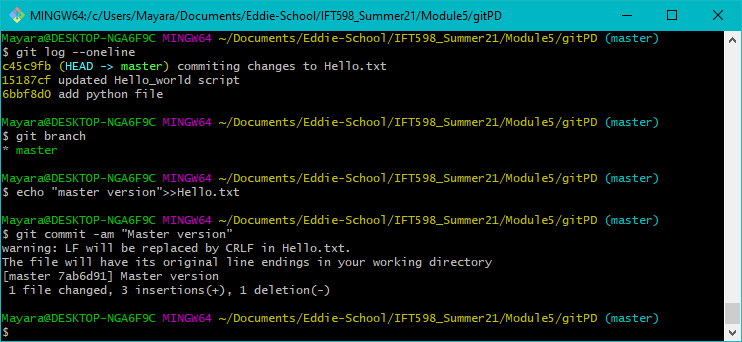 MINGW64:/c/Users/Mayara/Documents/Eddie-School/IFT598_Summer21/Module5/gitPD
Mayara@DESKTOP-NGA6F9C MINGW64 ~/Documents/Eddie-School/IFT598_Summer21/Module5/gitPD (master)
$ git log --oneline
c45c9fb (HEAD -> master) commiting changes to Hello.txt
15187cf updated Hello_world script
6bbf8d0 add python file
Mayara@DESKTOP-NGA6F9C MINGW64 ~/Documents/Eddie-School/IFT598_Summer21/Module5/gitPD (master)
$ git branch
* master
Mayara@DESKTOP-NGA6F9C MINGW64 ~/Documents/Eddie-School/IFT598_Summer21/Module5/gitPD (master)
$ echo "master version">>Hello.txt
Mayara@DESKTOP-NGA6F9C MINGW64 ~/Documents/Eddie-School/IFT598_Summer21/Module5/gitPD (master)
$ git commit -am "Master version"
warning: LF will be replaced by CRLF in Hello.txt.
The file will have its original line endings in your working directory
[master 7ab6d91] Master version
 1 file changed, 3 insertions(+), 1 deletion(-)
Mayara@DESKTOP-NGA6F9C MINGW64 ~/Documents/Eddie-School/IFT598_Summer21/Module5/gitPD (master)
$